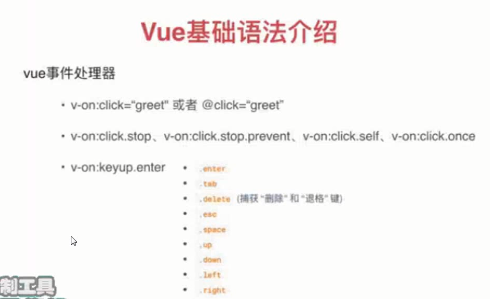 Vue基础语法介绍
vue事件处理器
• v-on:click="greet" 或者 @click="greet"
• v-on:click.stop、v-on:click.stop.prevent、v-on:click.self、v-on:click.once
• v-on:keyup.enter
• .enter
• .tab
• .delete (捕获 “删除” 和 “退格” 键)
• .esc
• .space
• .up
• .down
• .left
• .right
制工具